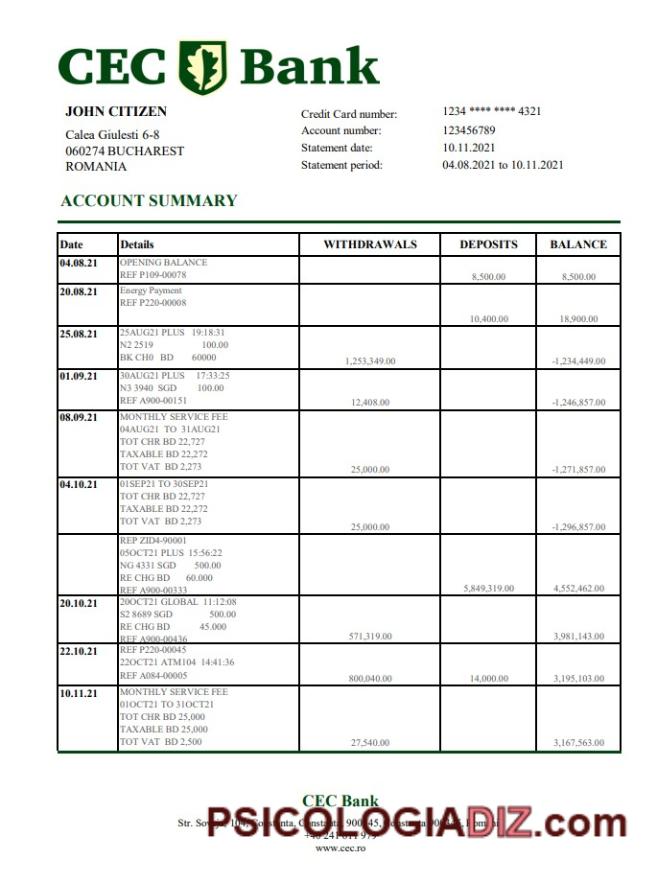 CEC Bank
JOHN CITIZEN
Calea Giulesti 6-8
060274 BUCHAREST
ROMANIA
Credit Card number: 1234 **** **** 4321
Account number: 123456789
Statement date: 10.11.2021
Statement period: 04.08.2021 to 10.11.2021
ACCOUNT SUMMARY
Date Details WITHDRAWALS DEPOSITS BALANCE
04.08.21 OPENING BALANCE
REF P109-00078 8,500.00 8,500.00
20.08.21 Energy Payment
REF P220-00008
10,400.00 18,900.00
25.08.21 25AUG21 PLUS 19:18:31
N2 2519 100.00
BK CH0 BD 60000 1,253,349.00 -1,234,449.00
01.09.21 30AUG21 PLUS 17:33:25
N3 3940 SGD 100.00
REF A900-00151 12,408.00 -1,246,857.00
08.09.21 MONTHLY SERVICE FEE
04AUG21 TO 31AUG21
TOT CHR BD 22,727
TAXABLE BD 22,272
TOT VAT BD 2,273 25,000.00 -1,271,857.00
04.10.21 01SEP21 TO 30SEP21
TOT CHR BD 22,727
TAXABLE BD 22,272
TOT VAT BD 2,273 25,000.00 -1,296,857.00
REP ZID4-90001
05OCT21 PLUS 15:56:22
NG 4331 SGD 500.00
RE CHG BD 60.000
REF A900-00333 5,849,319.00 4,552,462.00
20.10.21 20OCT21 GLOBAL 11:12:08
S2 8689 SGD 500.00
RE CHG BD 45.000
REF A900-00436 571,319.00 3,981,143.00
22.10.21 REF P220-00045
22OCT21 ATM104 14:41:36
REF A084-00005 800,040.00 14,000.00 3,195,103.00
10.11.21 MONTHLY SERVICE FEE
01OCT21 TO 31OCT21
TOT CHR BD 25,000
TAXABLE BD 25,000
TOT VAT BD 2,500 27,540.00 3,167,563.00
CEC Bank
PSICOLOGIADIZ.com
Str.
www.cec.ro